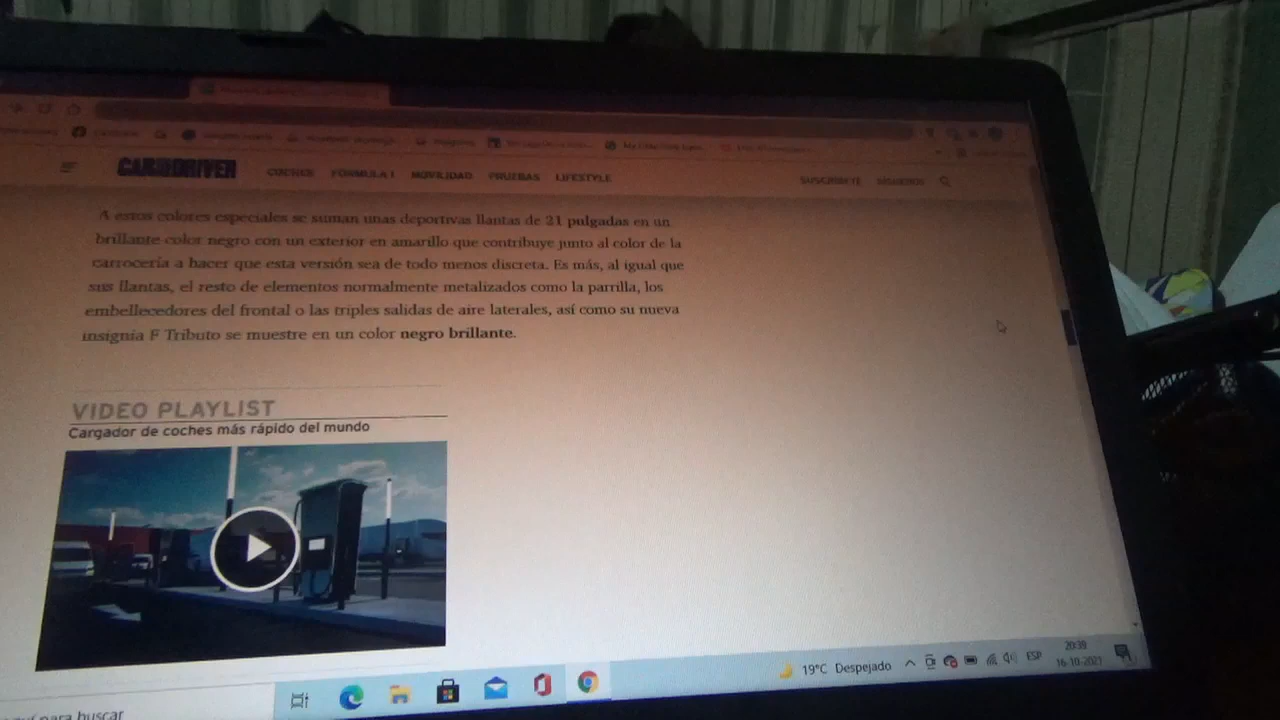 CARANDDRIVER
COCHES FÓRMULA 1 MOVILIDAD PRUEBAS LIFESTYLE
SUSCRÍBETE SÍGUENOS
A estos colores especiales se suman unas deportivas llantas de 21 pulgadas en un
brillante color negro con un exterior en amarillo que contribuye junto al color de la
carrocería a hacer que esta versión sea de todo menos discreta. Es más, al igual que
sus llantas, el resto de elementos normalmente metalizados como la parrilla, los
embellecedores del frontal o las triples salidas de aire laterales, así como su nueva
insignia F Tributo se muestre en un color negro brillante.
VIDEO PLAYLIST
Cargador de coches más rápido del mundo
19°C Despejado
ESP
20:39
16-10-2021
para buscar